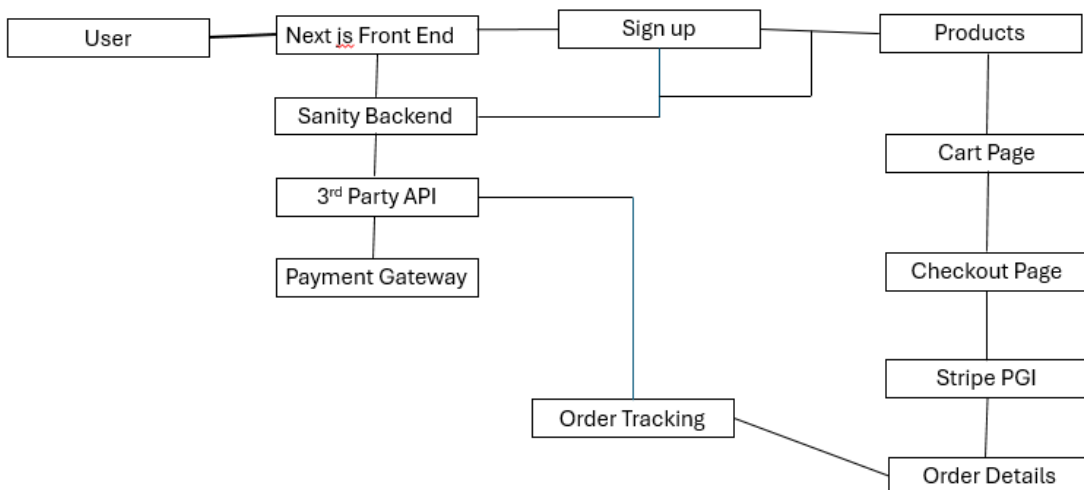 User
Next js Front End
Sign up
Products
Sanity Backend
Cart Page
3rd Party API
Payment Gateway
Checkout Page
Stripe PGI
Order Tracking
Order Details